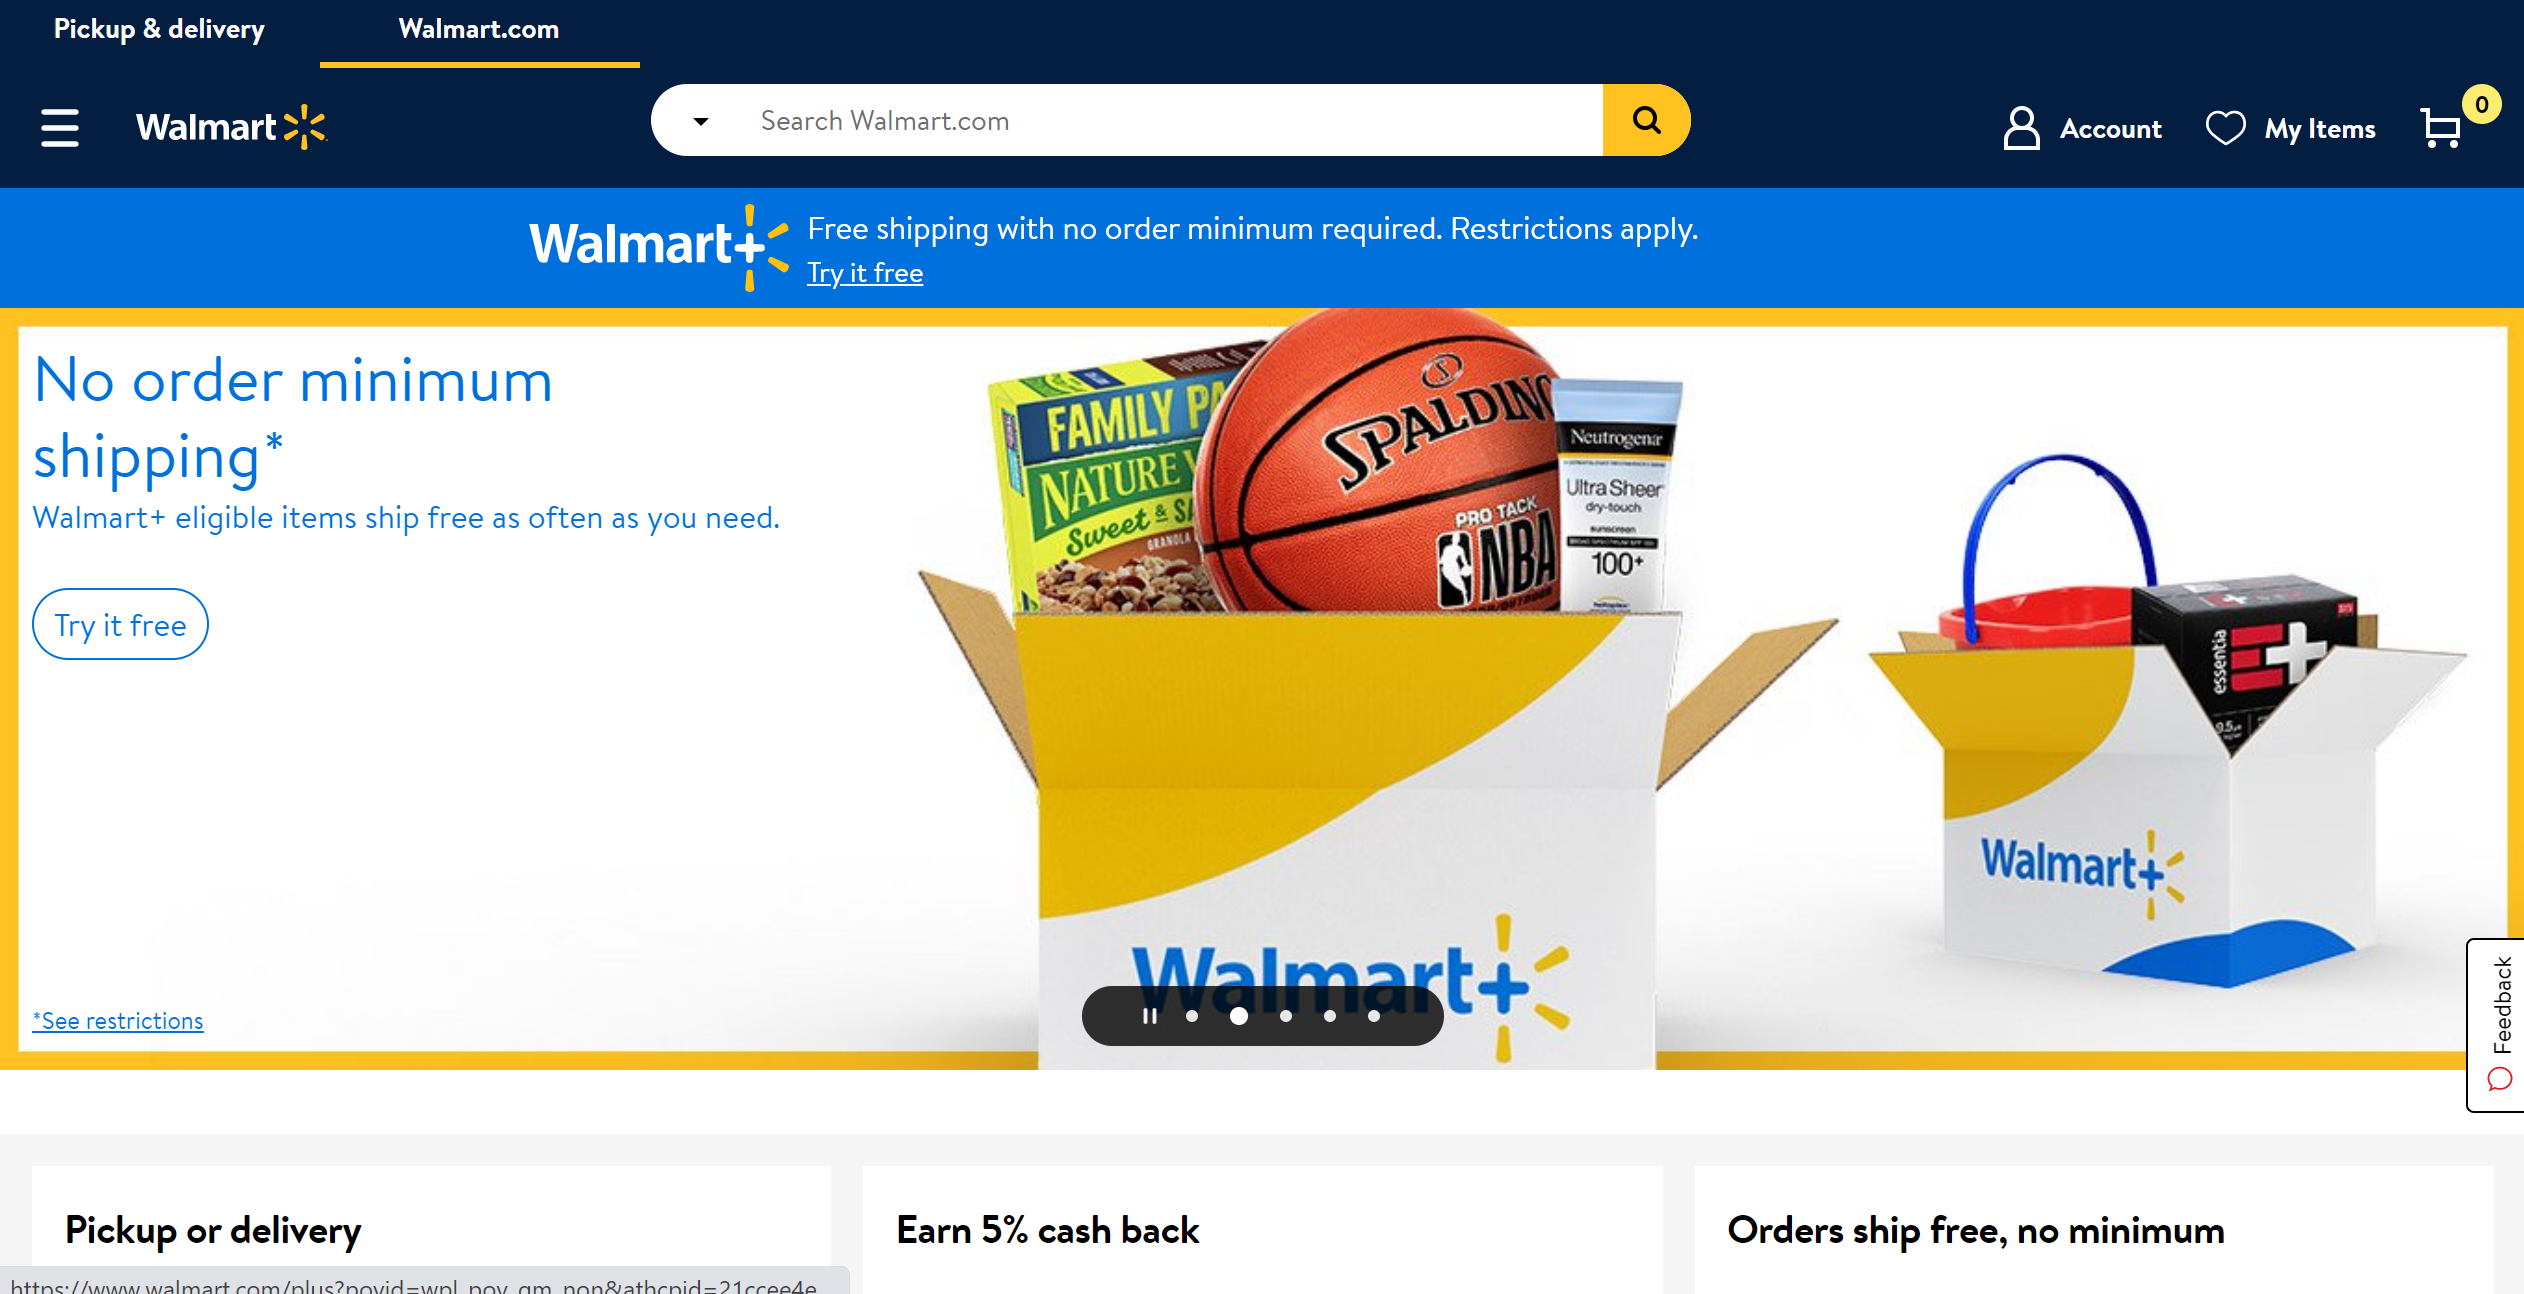 Pickup & delivery
Walmart.com
Walmart
Search Walmart.com
Account
My Items
0
Walmart+
Free shipping with no order minimum required. Restrictions apply.
Try it free
No order minimum
shipping*
Walmart+ eligible items ship free as often as you need.
Try it free
*See restrictions
FAMILY PA
NATURE V
Sweet & SA
GRANOLA
SPALDING
PRO TACK
NBA
Neutrogena
Ultra Sheer
dry-touch
sunscreen
100+
essentia
E+
9.5
Walmart+
Walmart+
Feedback
Pickup or delivery
Earn 5% cash back
Orders ship free, no minimum
https://www.walmart.com/plus?povid=wpl_pov_gm_non&athcpid=21ccee4e...